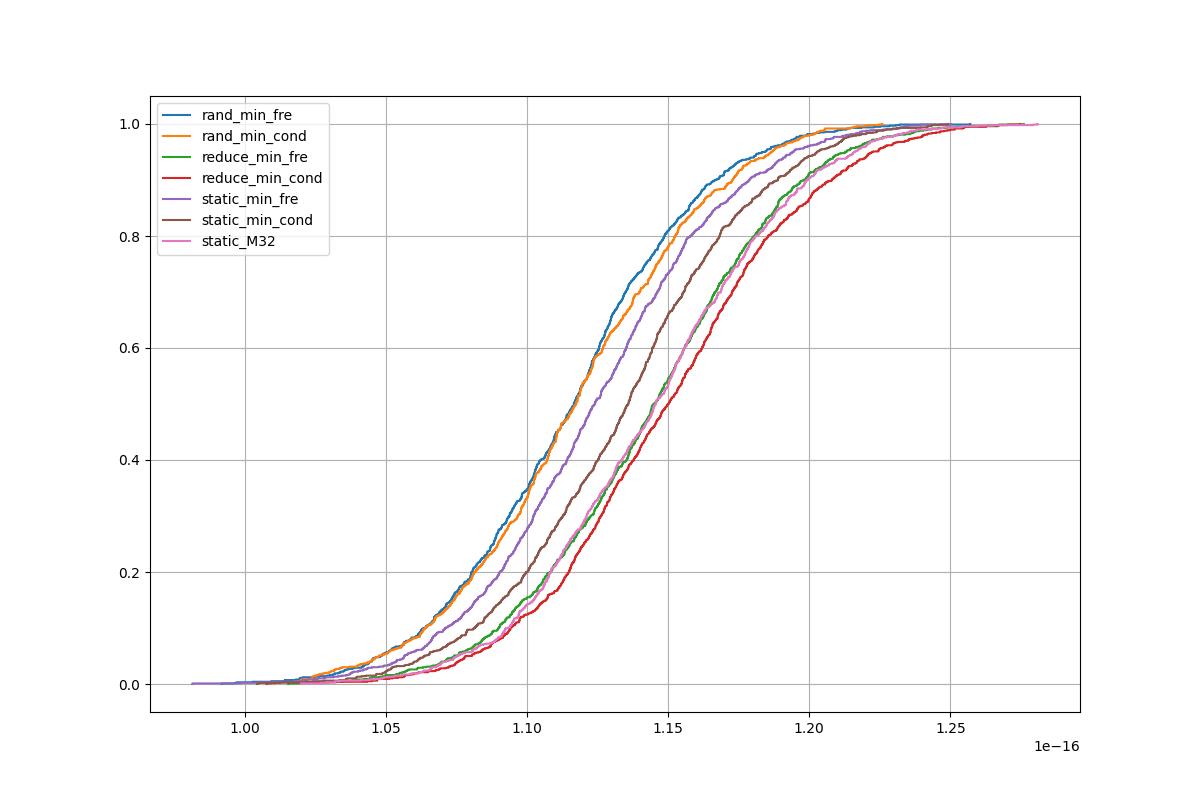 rand_min_fre
rand_min_cond
reduce_min_fre
reduce_min_cond
static_min_fre
static_min_cond
static_M32
1.0
0.8
0.6
0.4
0.2
0.0
1.00 1.05 1.10 1.15 1.20 1.25
1e−16